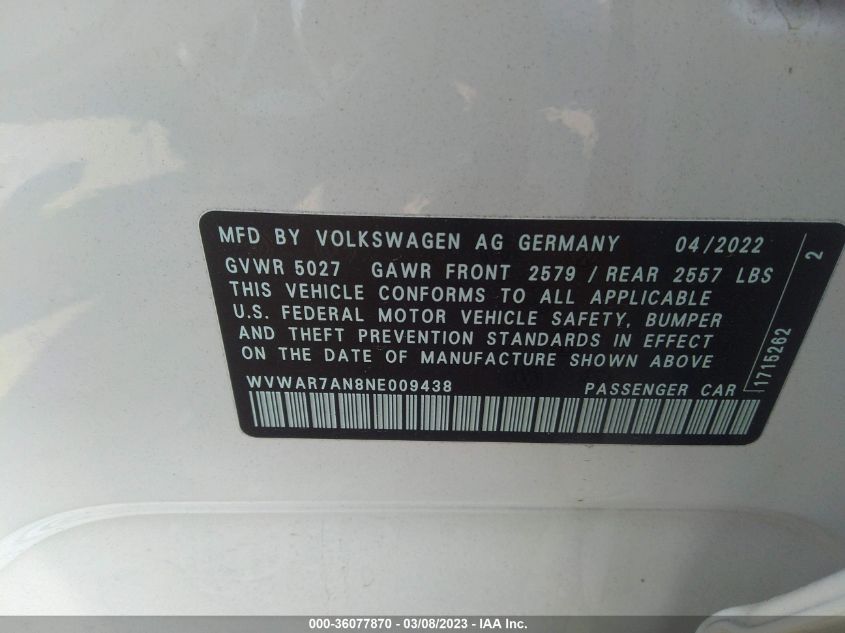 MFD BY VOLKSWAGEN AG GERMANY 04/2022
GVWR 5027 GAWR FRONT 2579 / REAR 2557 LBS
THIS VEHICLE CONFORMS TO ALL APPLICABLE
U.S. FEDERAL MOTOR VEHICLE SAFETY, BUMPER
AND THEFT PREVENTION STANDARDS IN EFFECT
ON THE DATE OF MANUFACTURE SHOWN ABOVE
WVWAR7AN8NE009438 PASSENGER CAR
1715262 2
000-36077870 - 03/08/2023 - IAA Inc.